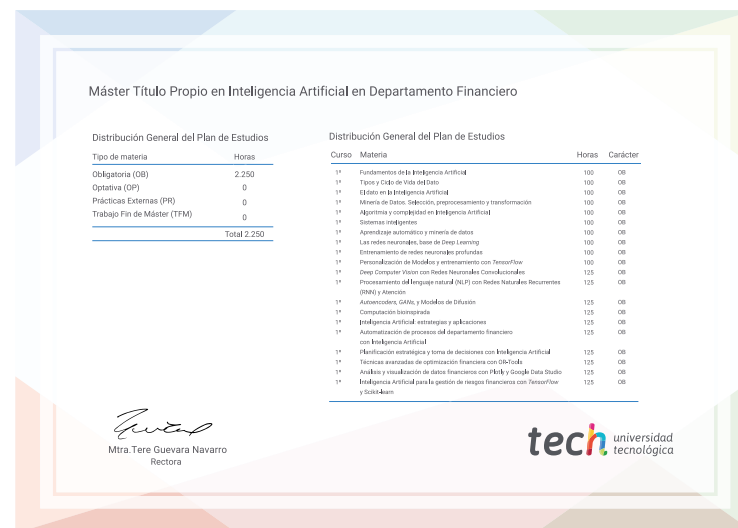 Máster Título Propio en Inteligencia Artificial en Departamento Financiero
Distribución General del Plan de Estudios
Tipo de materia Horas
Obligatoria (OB) 2.250
Optativa (OP) 0
Prácticas Externas (PR) 0
Trabajo Fin de Máster (TFM) 0
Total 2.250
Distribución General del Plan de Estudios
Curso Materia Horas Carácter
1º Fundamentos de la Inteligencia Artificial 100 OB
1º Tipos y Ciclo de Vida del Dato 100 OB
1º El dato en la Inteligencia Artificial 100 OB
1º Minería de Datos. Selección, preprocesamiento y transformación 100 OB
1º Algoritmia y complejidad en Inteligencia Artificial 100 OB
1º Sistemas inteligentes 100 OB
1º Aprendizaje automático y minería de datos 100 OB
1º Las redes neuronales, base de Deep Learning 100 OB
1º Entrenamiento de redes neuronales profundas 100 OB
1º Personalización de Modelos y entrenamiento con TensorFlow 100 OB
1º Deep Computer Vision con Redes Neuronales Convolucionales 125 OB
1º Procesamiento del lenguaje natural (NLP) con Redes Naturales Recurrentes 125 OB
(RNN) y Atención
1º Autoencoders, GANs, y Modelos de Difusión 125 OB
1º Computación bioinspirada 125 OB
1º Inteligencia Artificial: estrategias y aplicaciones 125 OB
1º Automatización de procesos del departamento financiero 125 OB
con Inteligencia Artificial
1º Planificación estratégica y toma de decisiones con Inteligencia Artificial 125 OB
1º Técnicas avanzadas de optimización financiera con OR-Tools 125 OB
1º Análisis y visualización de datos financieros con Plotly y Google Data Studio 125 OB
1º Inteligencia Artificial para la gestión de riesgos financieros con TensorFlow 125 OB
y Scikit-learn
Mtra.Tere Guevara Navarro
Rectora
tech universidad
tecnológica